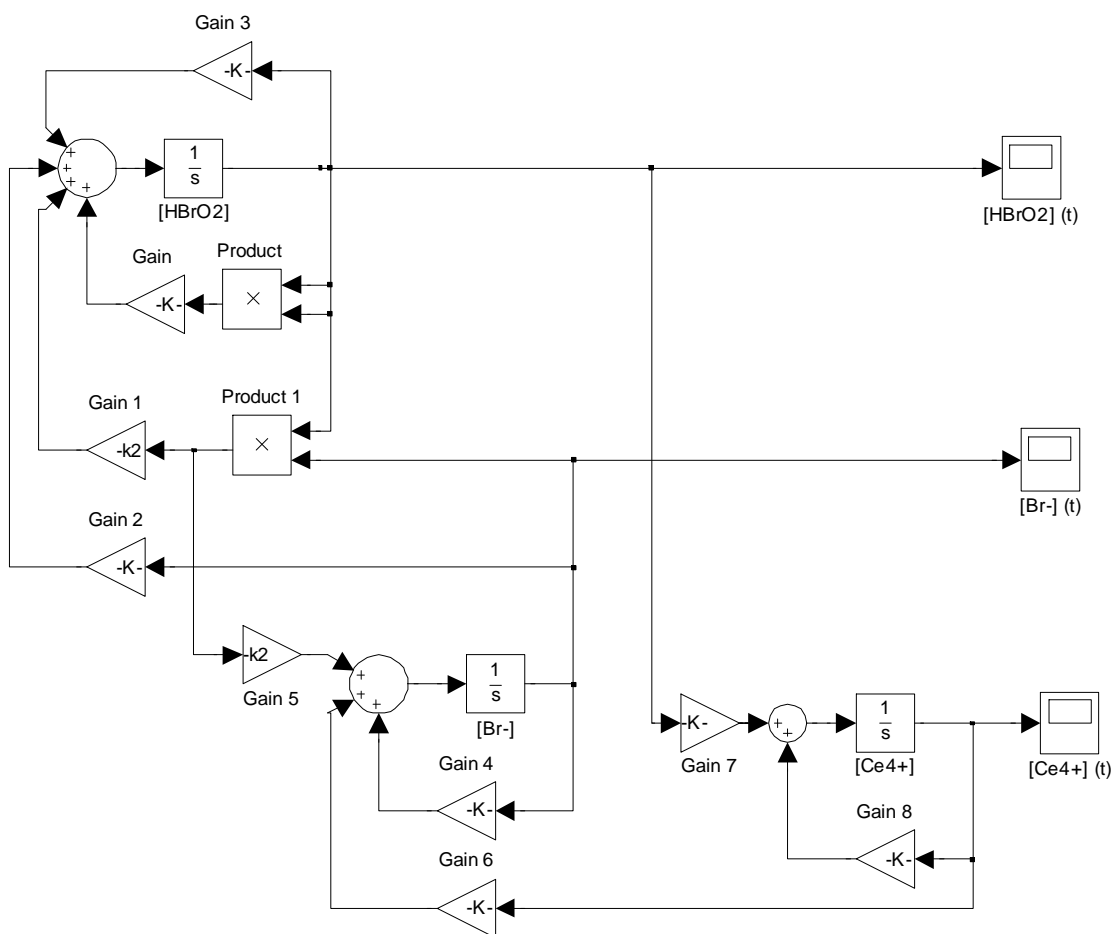 Gain 3
-K-
+
+
+
+
1
s
[HBrO2]
[HBrO2] (t)
Gain
-K-
Product
×
Gain 1
-k2
Product 1
×
[Br-] (t)
Gain 2
-K-
-k2
Gain 5
+
+
+
1
s
[Br-]
Gain 4
-K-
-K-
Gain 7
+
+
1
s
[Ce4+]
[Ce4+] (t)
Gain 8
-K-
Gain 6
-K-